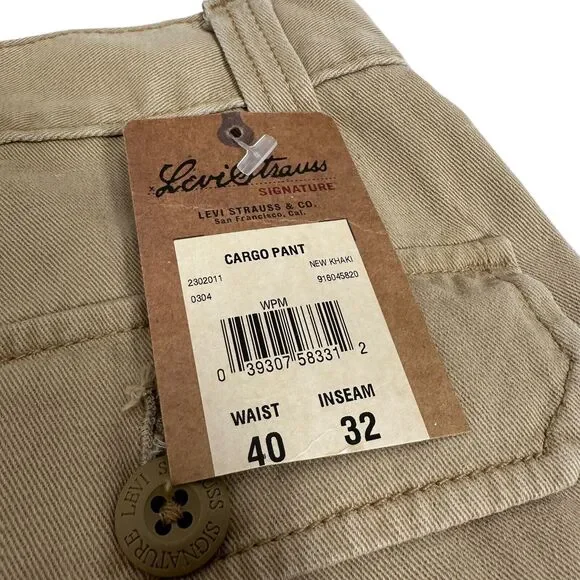 Levi Strauss
SIGNATURE
LEVI STRAUSS & CO.
San Francisco, Cal.
CARGO PANT
2302011 NEW KHAKI
0304 916045820
WPM
0 39307 58331 2
WAIST INSEAM
40 32
LEVI STRAUSS SIGNATURE